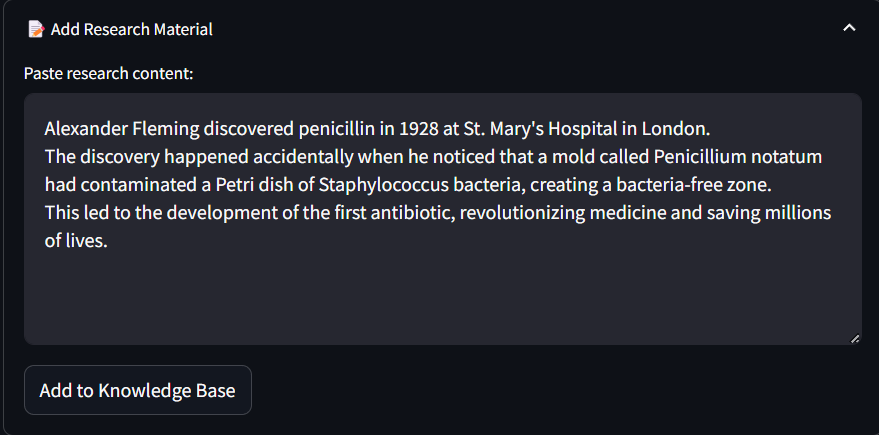 📝 Add Research Material
Paste research content:
Alexander Fleming discovered penicillin in 1928 at St. Mary's Hospital in London.
The discovery happened accidentally when he noticed that a mold called Penicillium notatum
had contaminated a Petri dish of Staphylococcus bacteria, creating a bacteria-free zone.
This led to the development of the first antibiotic, revolutionizing medicine and saving millions
of lives.
Add to Knowledge Base